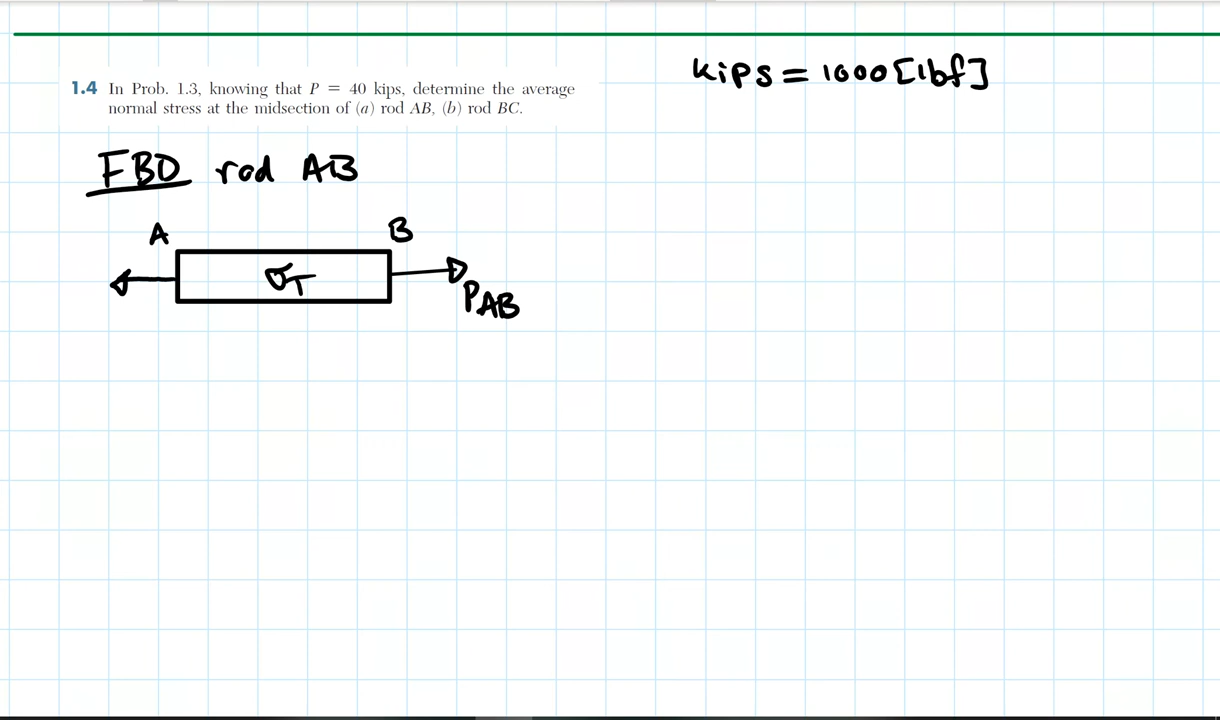 kips = 1000 [lbf]
1.4 In Prob. 1.3, knowing that P = 40 kips, determine the average
normal stress at the midsection of (a) rod AB, (b) rod BC.
FBD rod AB
A B
σT
PAB